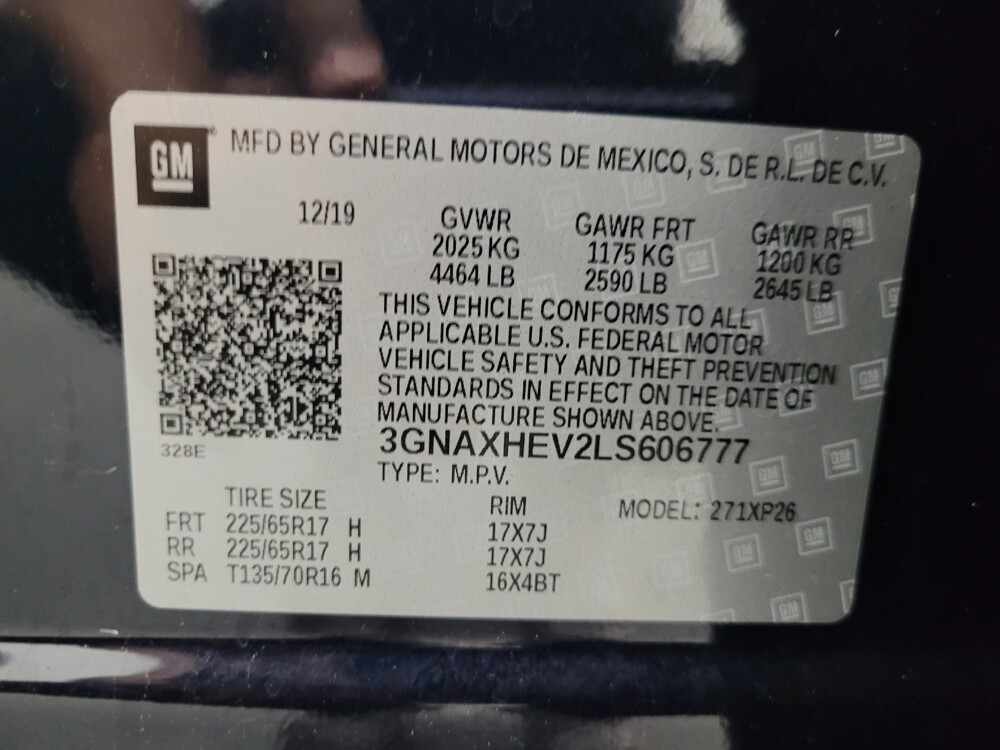 GM MFD BY GENERAL MOTORS DE MEXICO, S. DE R.L. DE C.V.
12/19 GVWR GAWR FRT GAWR RR
2025 KG 1175 KG 1200 KG
4464 LB 2590 LB 2645 LB
THIS VEHICLE CONFORMS TO ALL
APPLICABLE U.S. FEDERAL MOTOR
VEHICLE SAFETY AND THEFT PREVENTION
STANDARDS IN EFFECT ON THE DATE OF
MANUFACTURE SHOWN ABOVE.
3GNAXHEV2LS606777
328E
TYPE: M.P.V.
TIRE SIZE RIM MODEL: 271XP26
FRT 225/65R17 H 17X7J
RR 225/65R17 H 17X7J
SPA T135/70R16 M 16X4BT